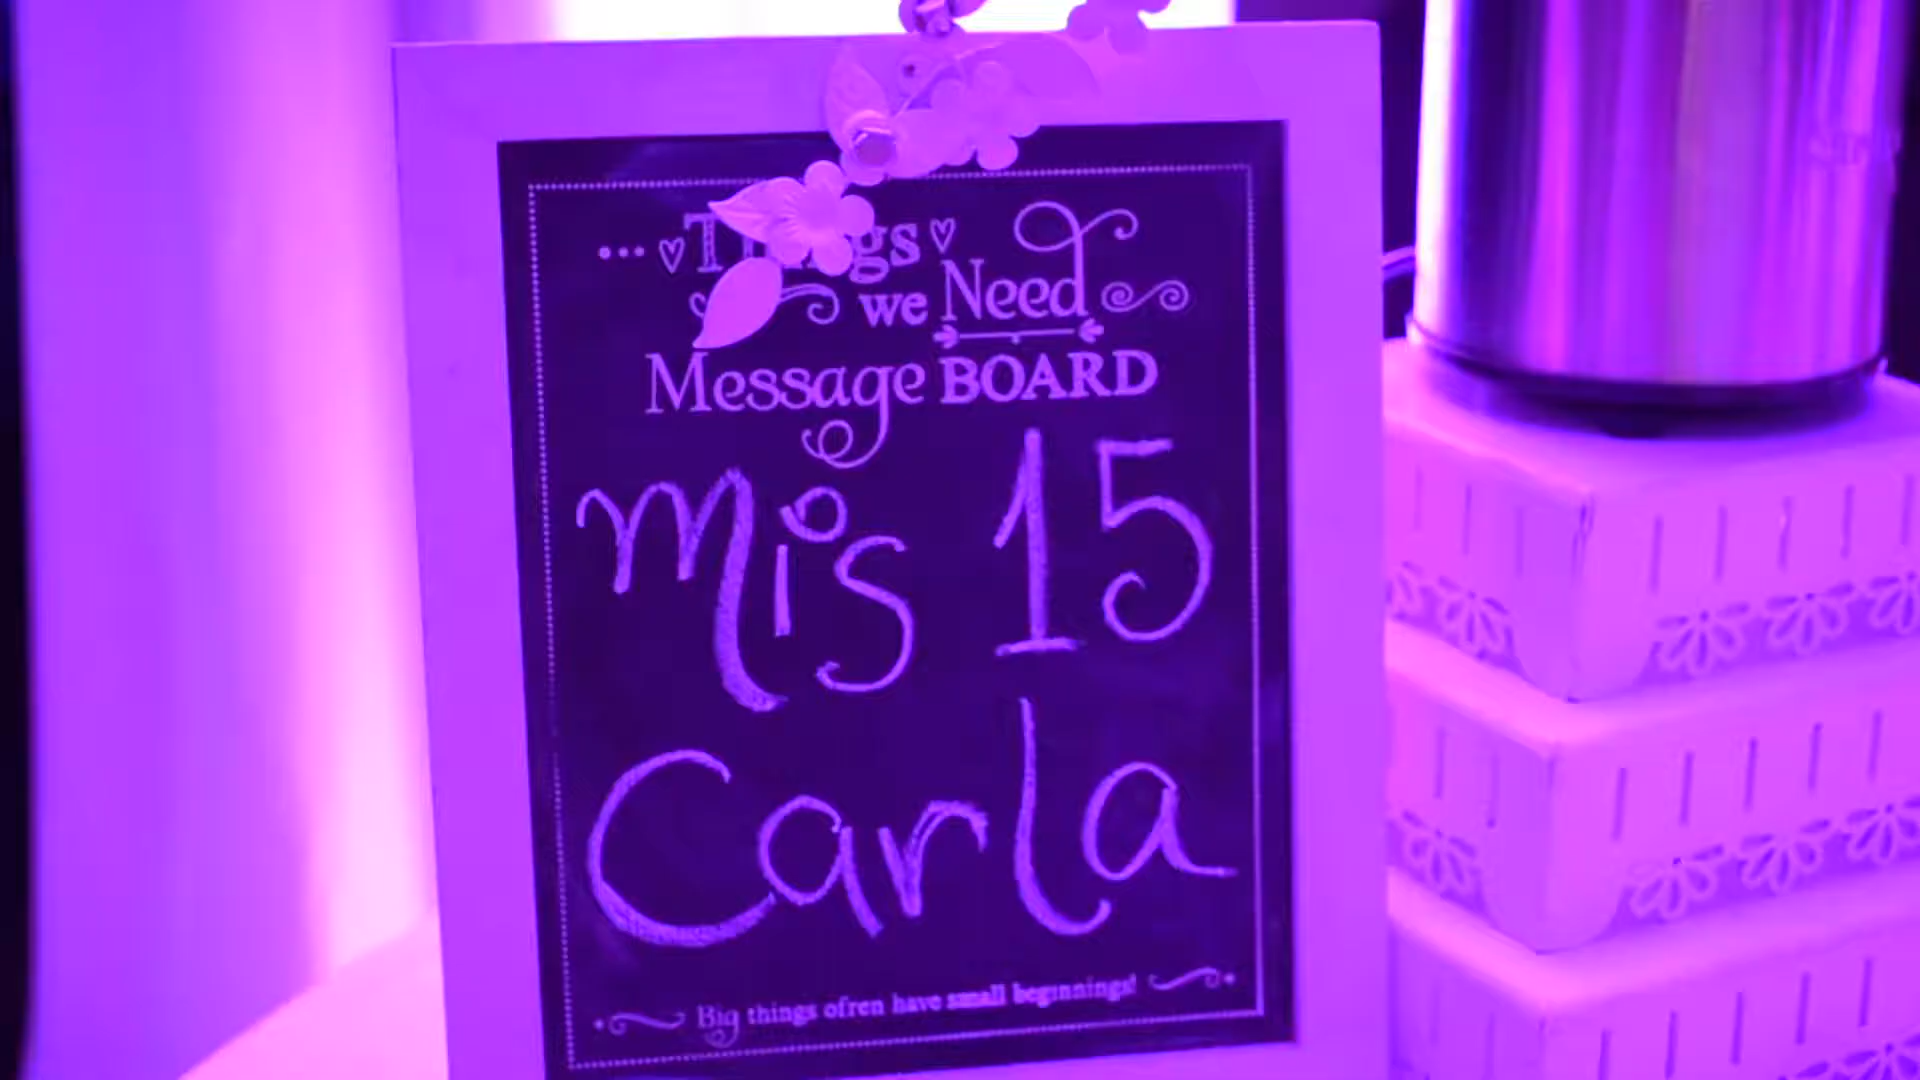 Things
we Need
Message BOARD
Mis 15
Carla
Big things ofren have small beginnings!